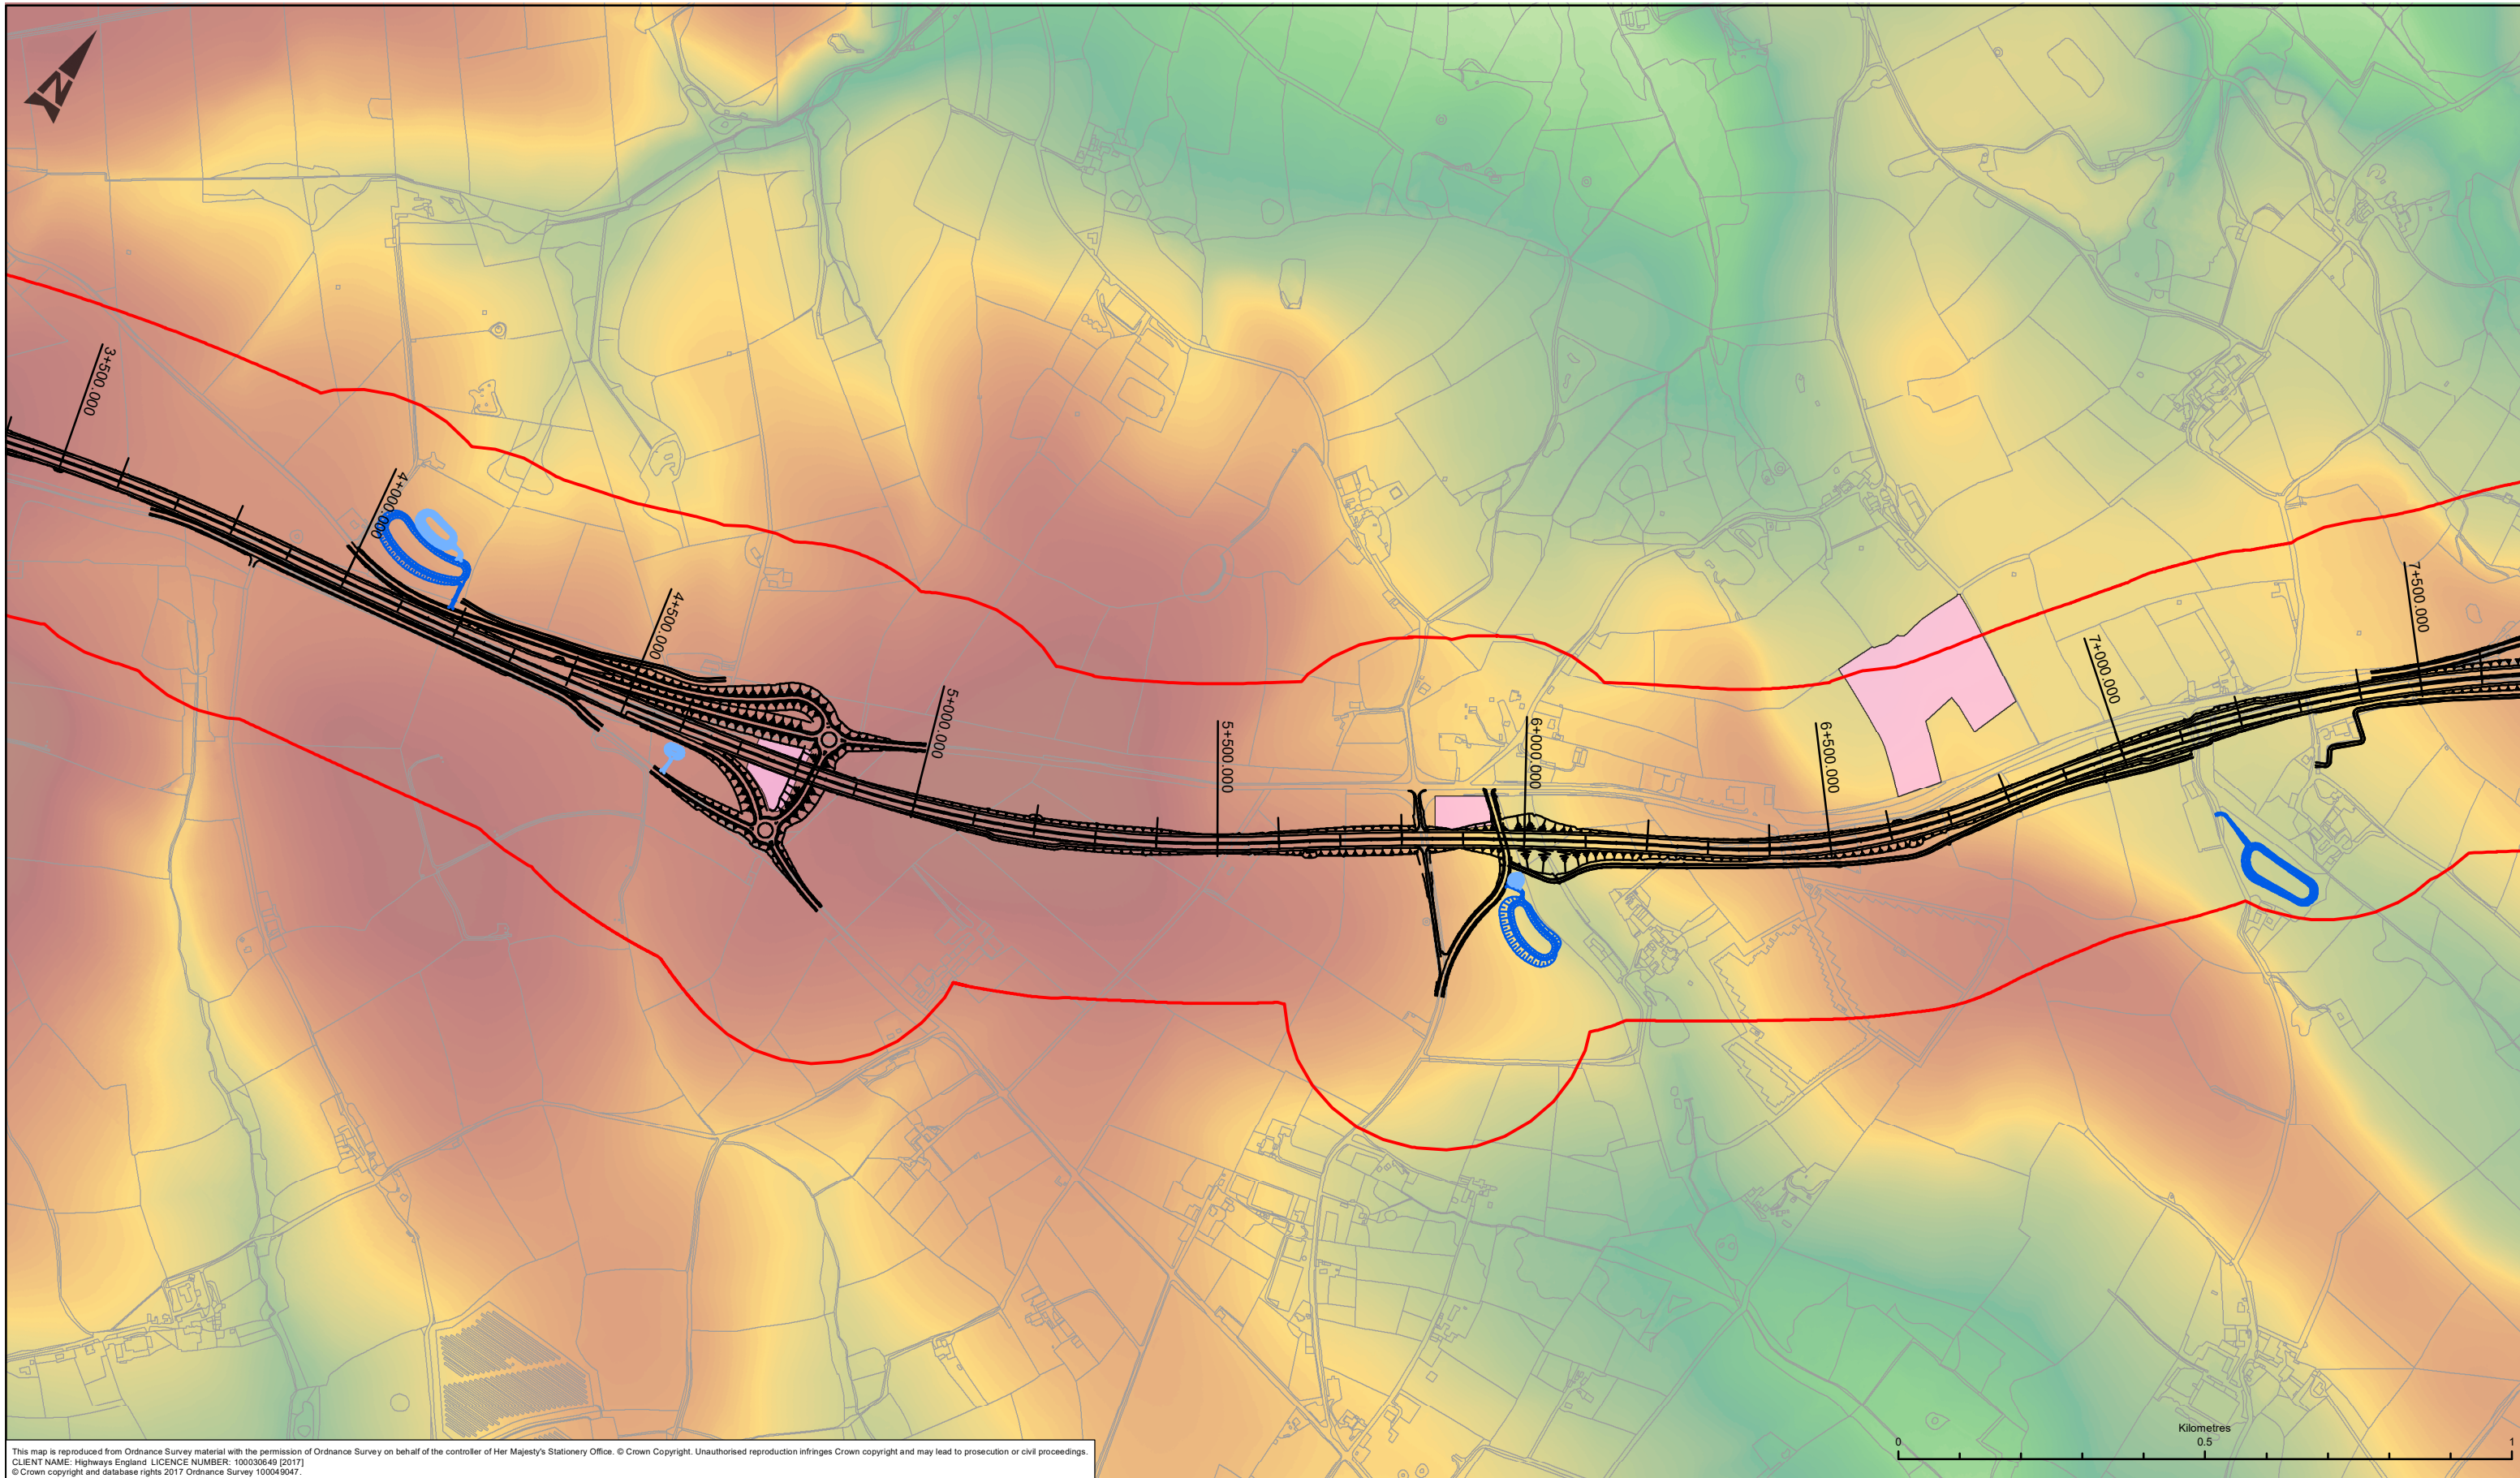 N
3+500.000
4+000.000
4+500.000
5+000.000
5+500.000
6+000.000
6+500.000
7+000.000
7+500.000
Kilometres
0 0.5 1
This map is reproduced from Ordnance Survey material with the permission of Ordnance Survey on behalf of the controller of Her Majesty's Stationery Office. © Crown Copyright. Unauthorised reproduction infringes Crown copyright and may lead to prosecution or civil proceedings.
CLIENT NAME: Highways England LICENCE NUMBER: 100030649 [2017]
© Crown copyright and database rights 2017 Ordnance Survey 100049047.